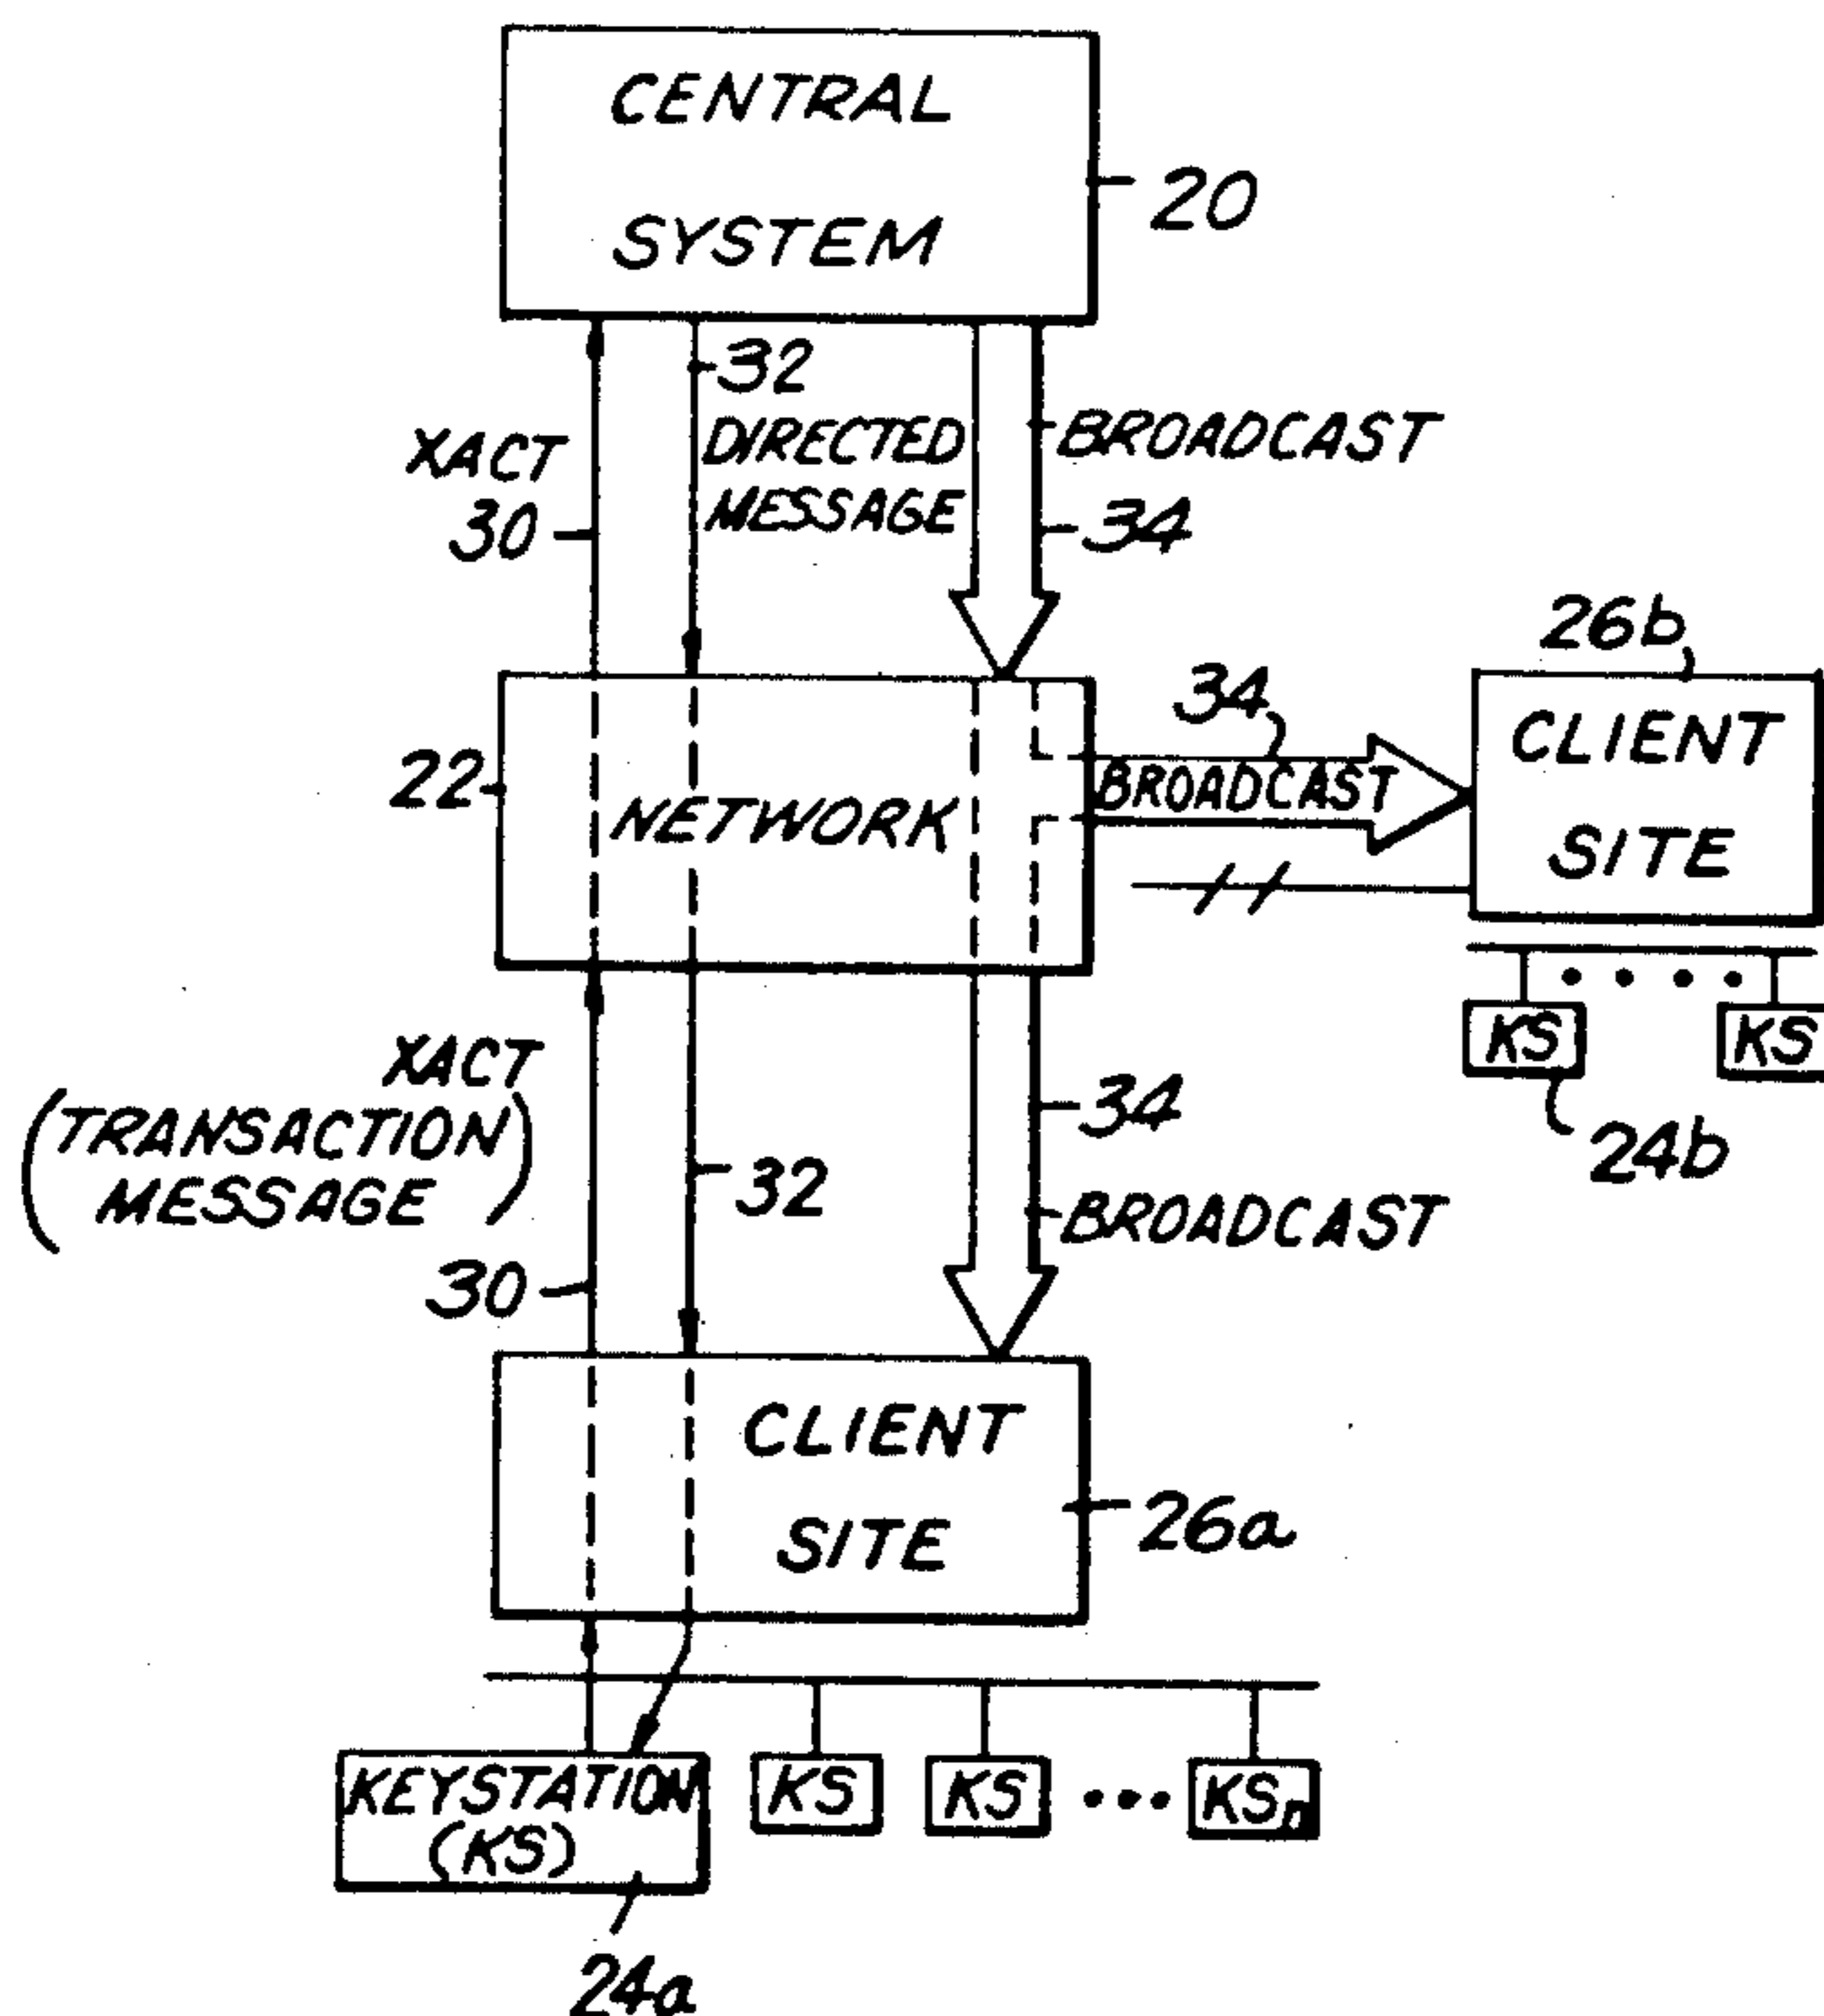 CENTRAL
SYSTEM
20
32
DIRECTED
MESSAGE
XACT
30
BROADCAST
34
26b
CLIENT
SITE
34
BROADCAST
22
NETWORK
KS
KS
24b
XACT
(TRANSACTION
MESSAGE)
30
32
34
BROADCAST
CLIENT
SITE
26a
KEYSTATION
(KS)
KS
KS
KSn
24a